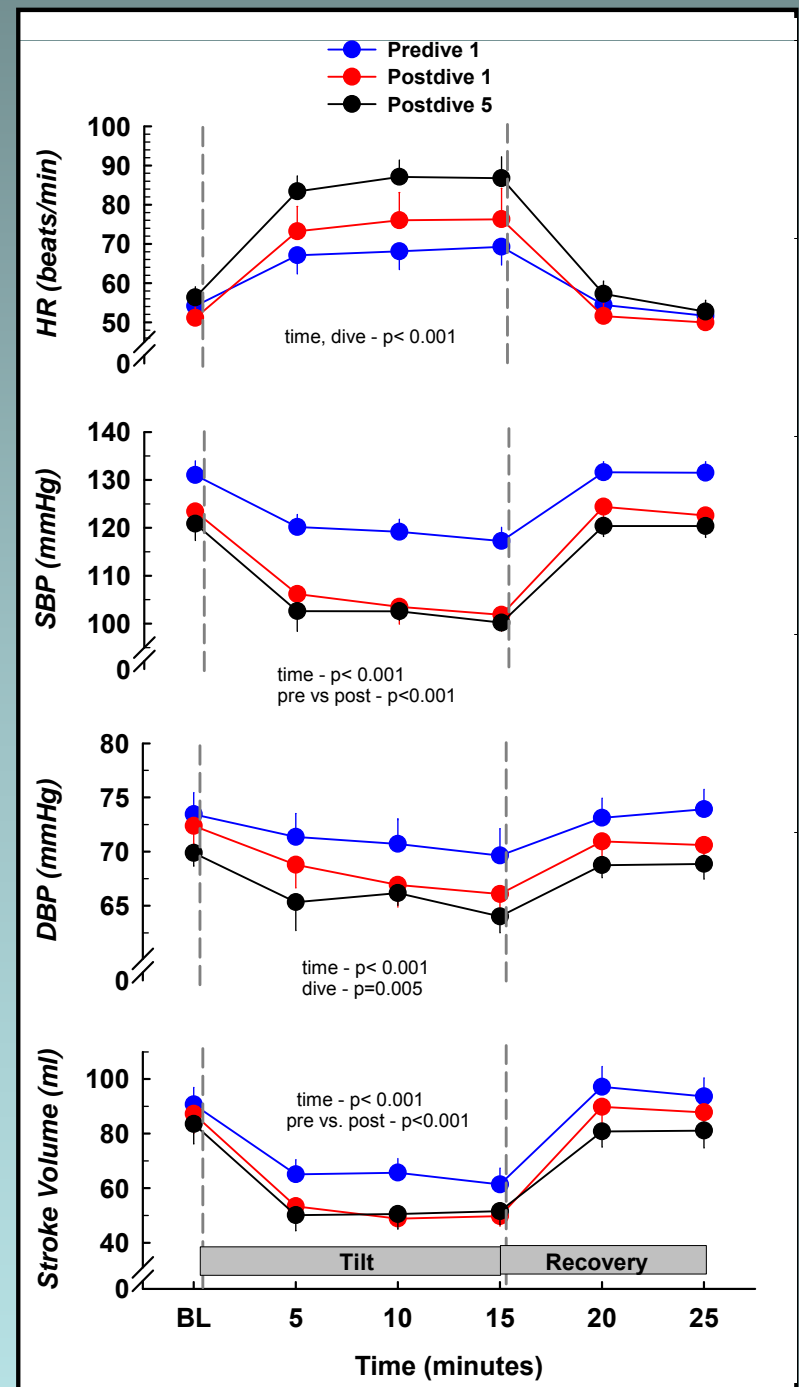 Predive 1
Postdive 1
Postdive 5
HR (beats/min)
100
90
80
70
60
50
0
time, dive - p< 0.001
SBP (mmHg)
140
130
120
110
100
0
time - p< 0.001
pre vs post - p<0.001
DBP (mmHg)
80
75
70
65
0
time - p< 0.001
dive - p=0.005
Stroke Volume (ml)
100
80
60
40
0
time - p< 0.001
pre vs. post - p<0.001
Tilt Recovery
BL 5 10 15 20 25
Time (minutes)